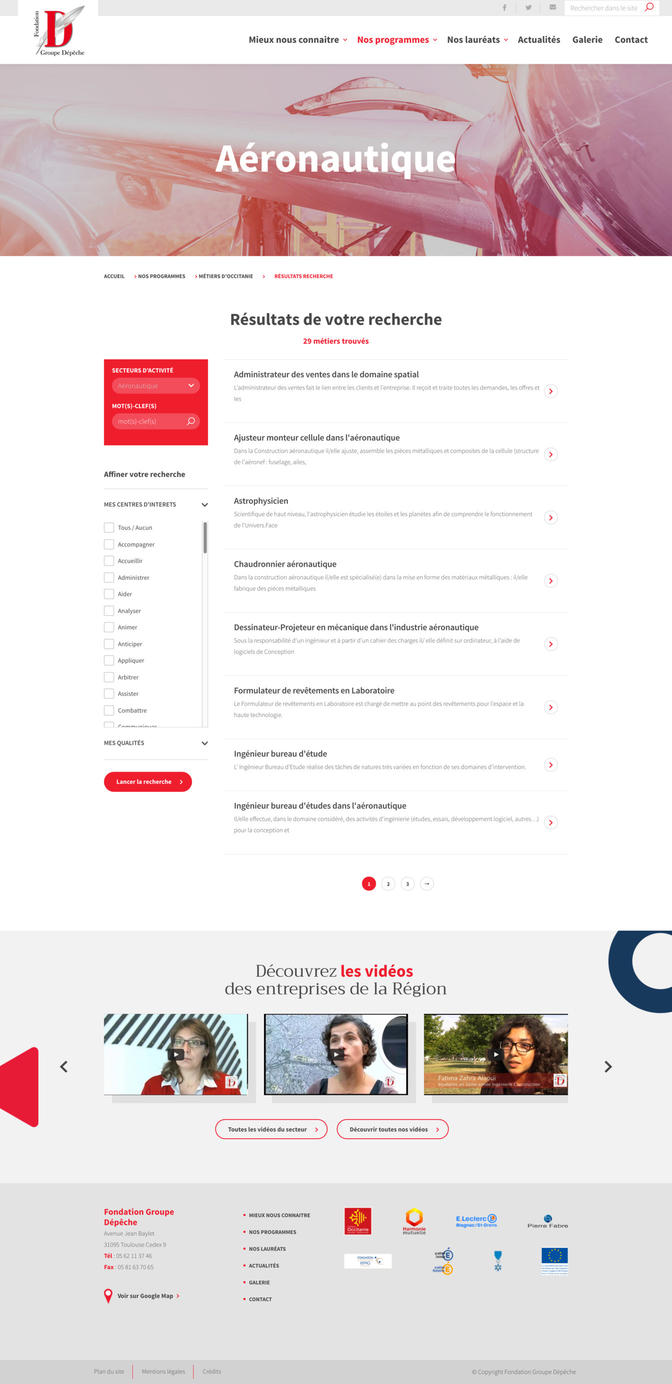 Fondation
D
Groupe Dépêche
Rechercher dans le site
Mieux nous connaitre
Nos programmes
Nos lauréats
Actualités
Galerie
Contact
Aéronautique
ACCUEIL > NOS PROGRAMMES > MÉTIERS D'OCCITANIE > RÉSULTATS RECHERCHE
Résultats de votre recherche
29 métiers trouvés
SECTEURS D'ACTIVITÉ
Aéronautique
MOT(S)-CLEF(S)
mot(s)-clef(s)
Affiner votre recherche
MES CENTRES D'INTERETS
Tous / Aucun
Accompagner
Accueillir
Administrer
Aider
Analyser
Animer
Anticiper
Appliquer
Arbitrer
Assister
Combattre
Communiquer
MES QUALITÉS
Lancer la recherche >
Administrateur des ventes dans le domaine spatial
L'administrateur des ventes fait le lien entre les clients et l'entreprise. Il reçoit et traite toutes les demandes, les offres et
les
Ajusteur monteur cellule dans l'aéronautique
Dans la Construction aéronautique il/elle ajuste, assemble les pièces métalliques et composites de la cellule (structure
de l'aéronef : fuselage, ailes,
Astrophysicien
Scientifique de haut niveau, l'astrophysicien étudie les étoiles et les planètes afin de comprendre le fonctionnement
de l'Univers.Face
Chaudronnier aéronautique
Dans la construction aéronautique il/elle est spécialisé(e) dans la mise en forme des matériaux métalliques : il/elle
fabrique des pièces métalliques
Dessinateur-Projeteur en mécanique dans l'industrie aéronautique
Sous la responsabilité d'un ingénieur et à partir d'un cahier des charges il/ elle définit sur ordinateur, à l'aide de
logiciels de Conception
Formulateur de revêtements en Laboratoire
Le Formulateur de revêtements en Laboratoire est chargé de mettre au point des revêtements pour l'espace et la
haute technologie.
Ingénieur bureau d'étude
L' Ingénieur Bureau d'Etude réalise des tâches de natures très variées en fonction de ses domaines d'intervention.
Ingénieur bureau d'études dans l'aéronautique
Il/elle effectue, dans le domaine considéré, des activités d'ingénierie (études, essais, développement logiciel, autres…)
pour la conception et
1 2 3 →
Découvrez les vidéos
des entreprises de la Région
Fatima Zahra Alaoui
Toutes les vidéos du secteur >
Découvrir toutes nos vidéos >
Fondation Groupe
Dépêche
Avenue Jean Baylet
31095 Toulouse Cedex 9
Tél : 05 62 11 37 46
Fax : 05 81 63 70 65
Voir sur Google Map >
MIEUX NOUS CONNAITRE
NOS PROGRAMMES
NOS LAURÉATS
ACTUALITÉS
GALERIE
CONTACT
Occitanie
Harmonie
mutuelle
E.Leclerc
Blagnac/St-Orens
Pierre Fabre
FONDATION
Plan du site
Mentions légales
Crédits
© Copyright Fondation Groupe Dépêche